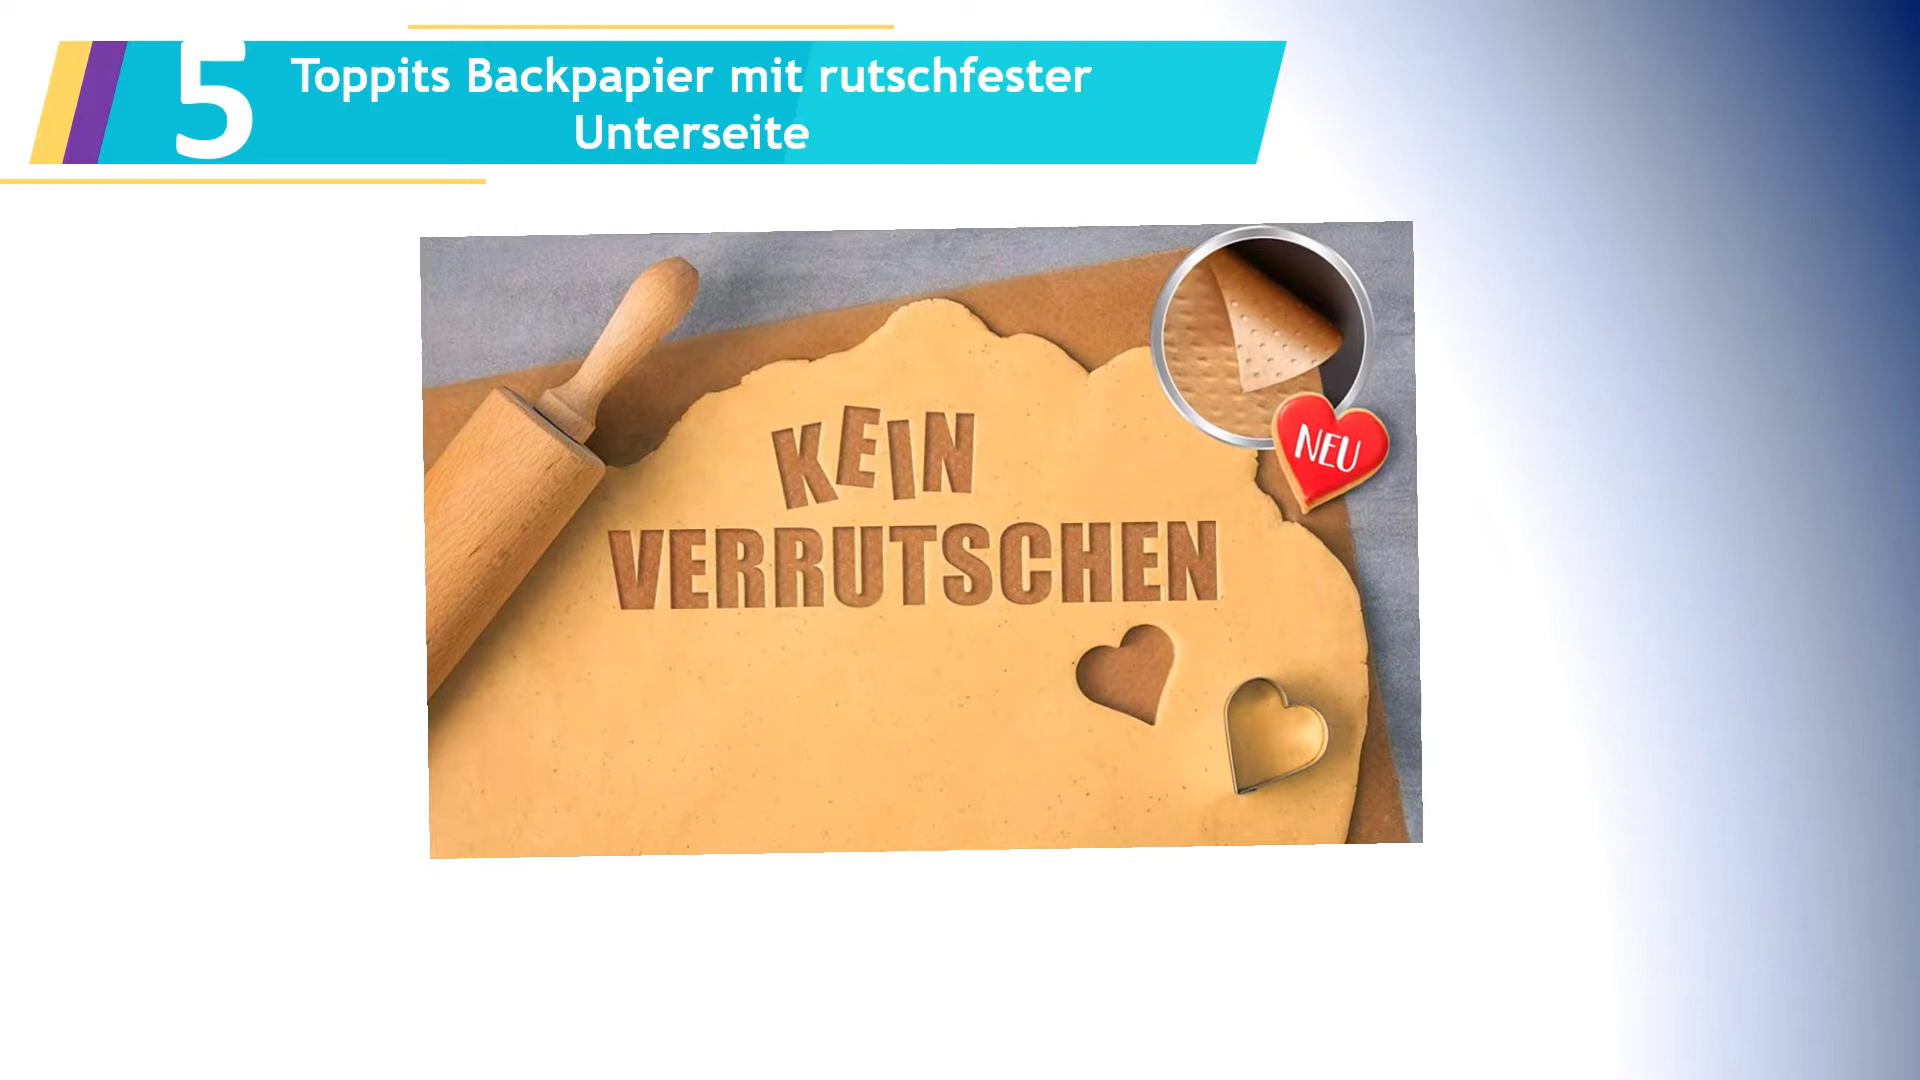 5
Toppits Backpapier mit rutschfester
Unterseite
KEIN
VERRUTSCHEN
NEU